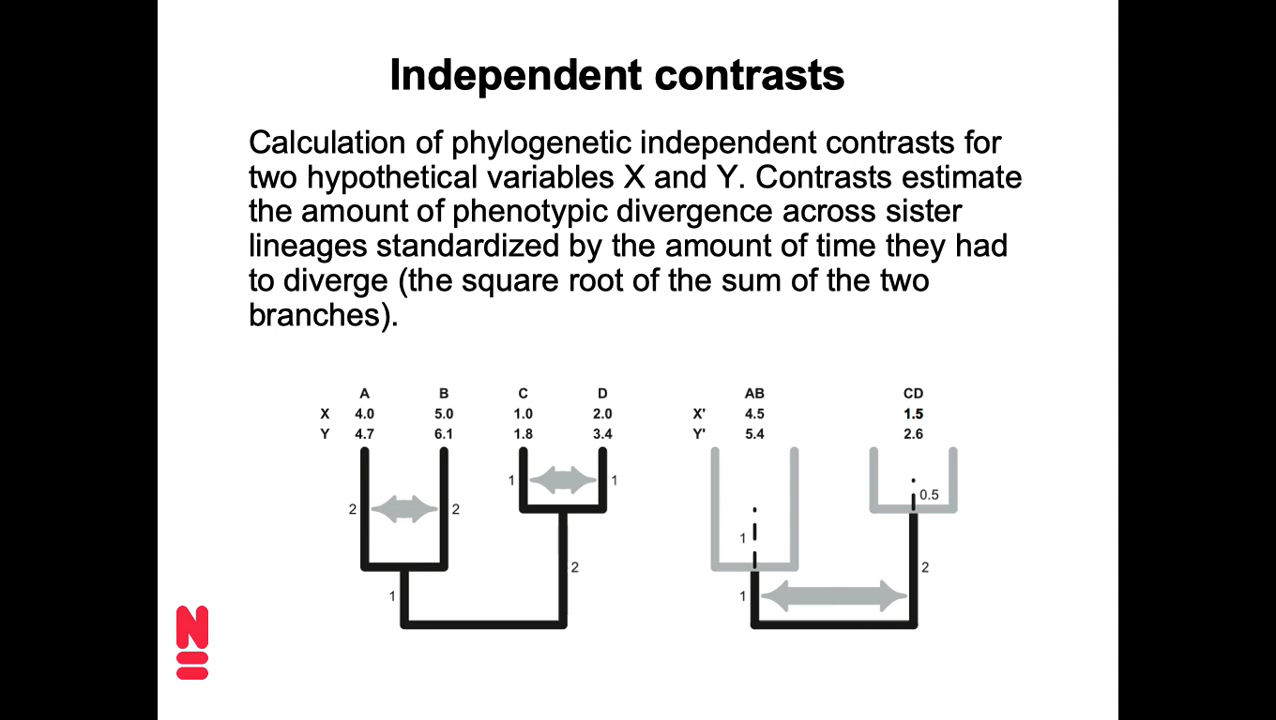 Independent contrasts
Calculation of phylogenetic independent contrasts for
two hypothetical variables X and Y. Contrasts estimate
the amount of phenotypic divergence across sister
lineages standardized by the amount of time they had
to diverge (the square root of the sum of the two
branches).
A B C D AB CD
X 4.0 5.0 1.0 2.0 X' 4.5 1.5
Y 4.7 6.1 1.8 3.4 Y' 5.4 2.6
1 1
0.5
2 2
1
2 2
1 1
N